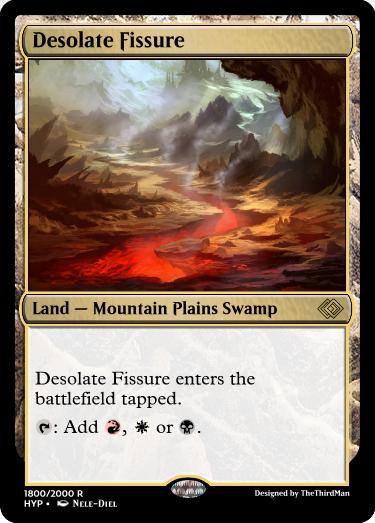 Desolate Fissure
Land — Mountain Plains Swamp
Desolate Fissure enters the
battlefield tapped.
: Add , or .
1800/2000 R
HYP • Nele-Diel
Designed by TheThirdMan